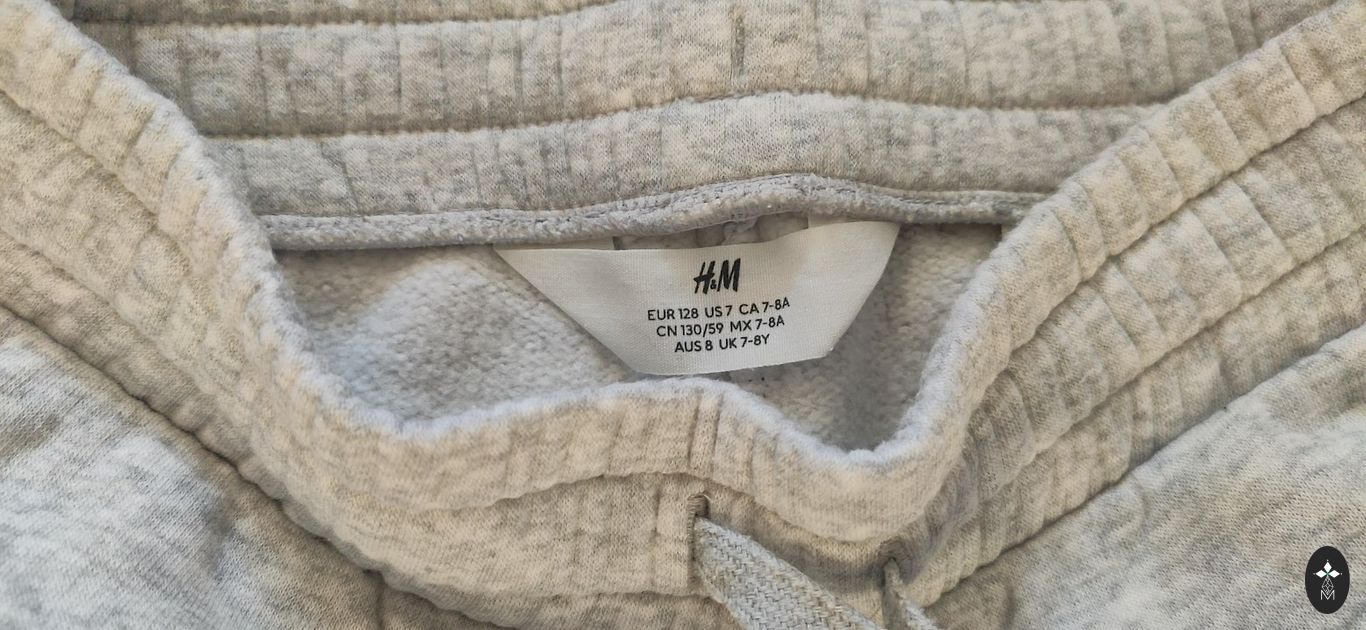 H&M
EUR 128 US 7 CA 7-8A
CN 130/59 MX 7-8A
AUS 8 UK 7-8Y
M